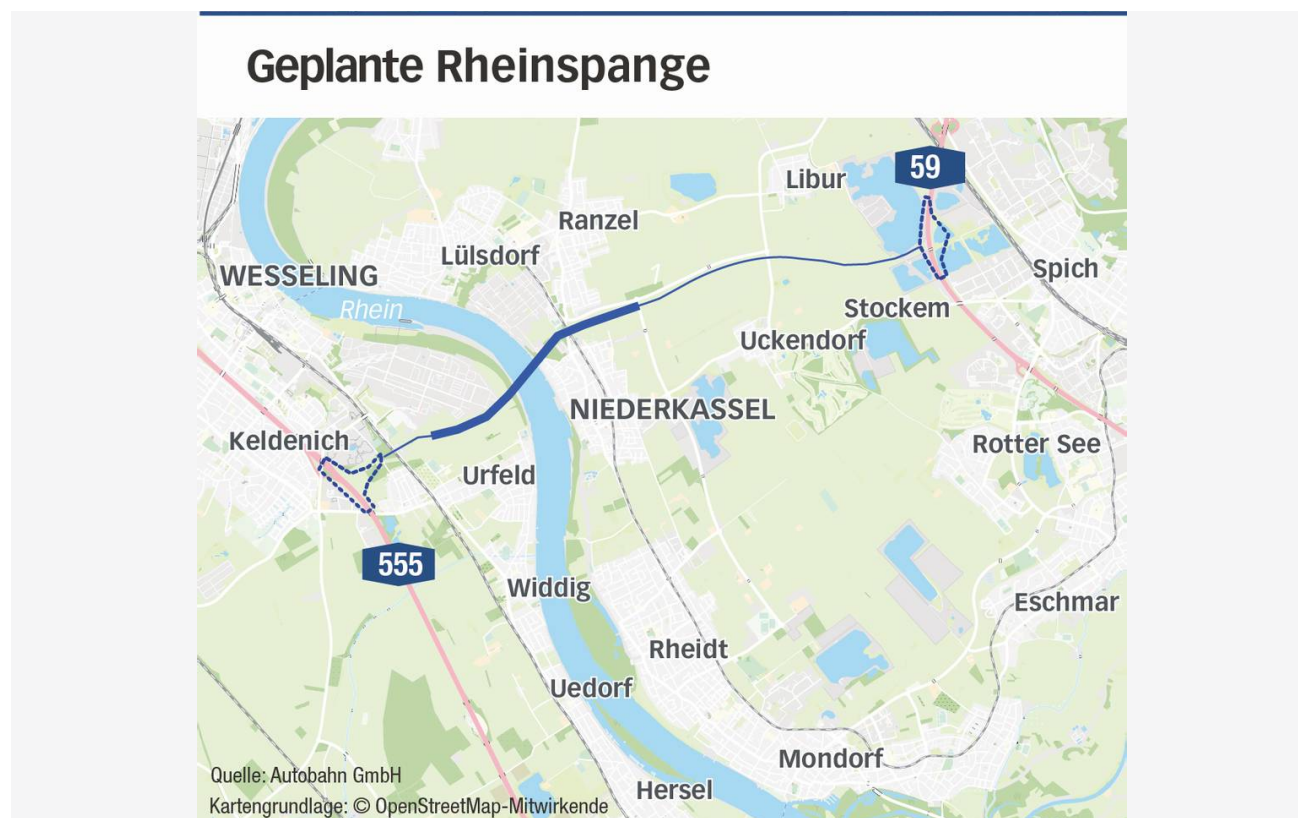 Geplante Rheinspange
59
Libur
Ranzel
Lülsdorf
Spich
WESSELING
Rhein
Stockem
Uckendorf
NIEDERKASSEL
Keldenich
Rotter See
Urfeld
555
Widdig
Eschmar
Rheidt
Uedorf
Mondorf
Quelle: Autobahn GmbH
Hersel
Kartengrundlage: © OpenStreetMap-Mitwirkende